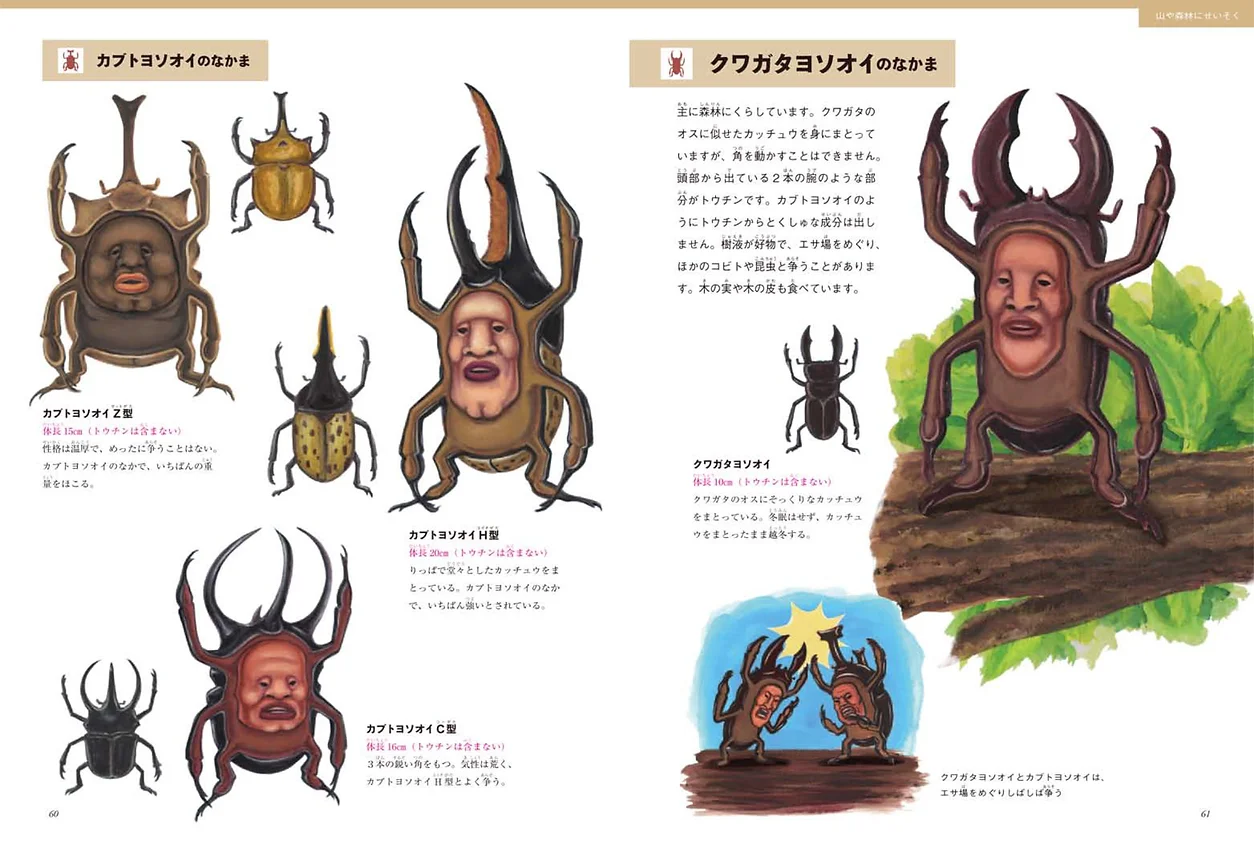 山や森林にせいそく
カブトヨソオイのなかま
カブトヨソオイZ型
体長15cm（トウチンは含まない）
性格は温厚で、めったに争うことはない。
カブトヨソオイのなかで、いちばんの重
量をほこる。
カブトヨソオイH型
体長20cm（トウチンは含まない）
りっぱで堂々としたカッチュウをま
とっている。カブトヨソオイのなか
で、いちばん強いとされている。
カブトヨソオイC型
体長16cm（トウチンは含まない）
3本の鋭い角をもつ。気性は荒く、
カブトヨソオイH型とよく争う。
60
クワガタヨソオイのなかま
主に森林にくらしています。クワガタの
オスに似せたカッチュウを身にまとって
いますが、角を動かすことはできません。
頭部から出ている2本の腕のような部
分がトウチンです。カブトヨソオイのよ
うにトウチンからとくしゅな成分は出し
ません。樹液が好物で、エサ場をめぐり、
ほかのコビトや昆虫と争うことがありま
す。木の実や木の皮も食べています。
クワガタヨソオイ
体長10cm（トウチンは含まない）
クワガタのオスにそっくりなカッチュウ
をまとっている。冬眠はせず、カッチュ
ウをまとったまま越冬する。
クワガタヨソオイとカブトヨソオイは、
エサ場をめぐりしばしば争う
61